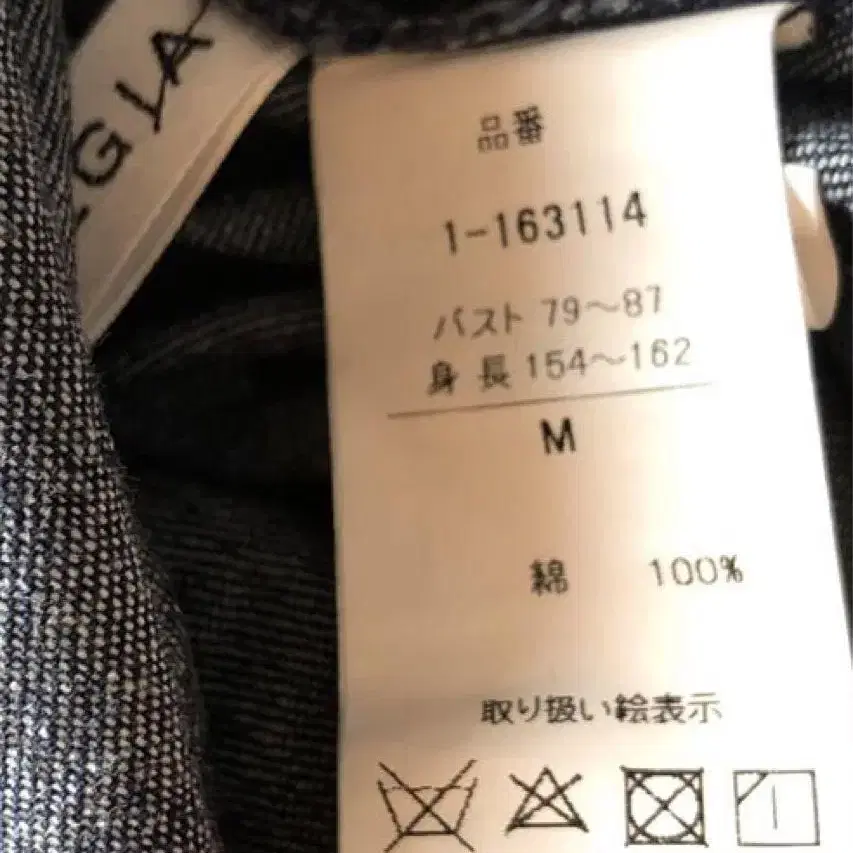 GIA
品番
1-163114
バスト 79～87
身長 154～162
M
綿 100%
取り扱い絵表示